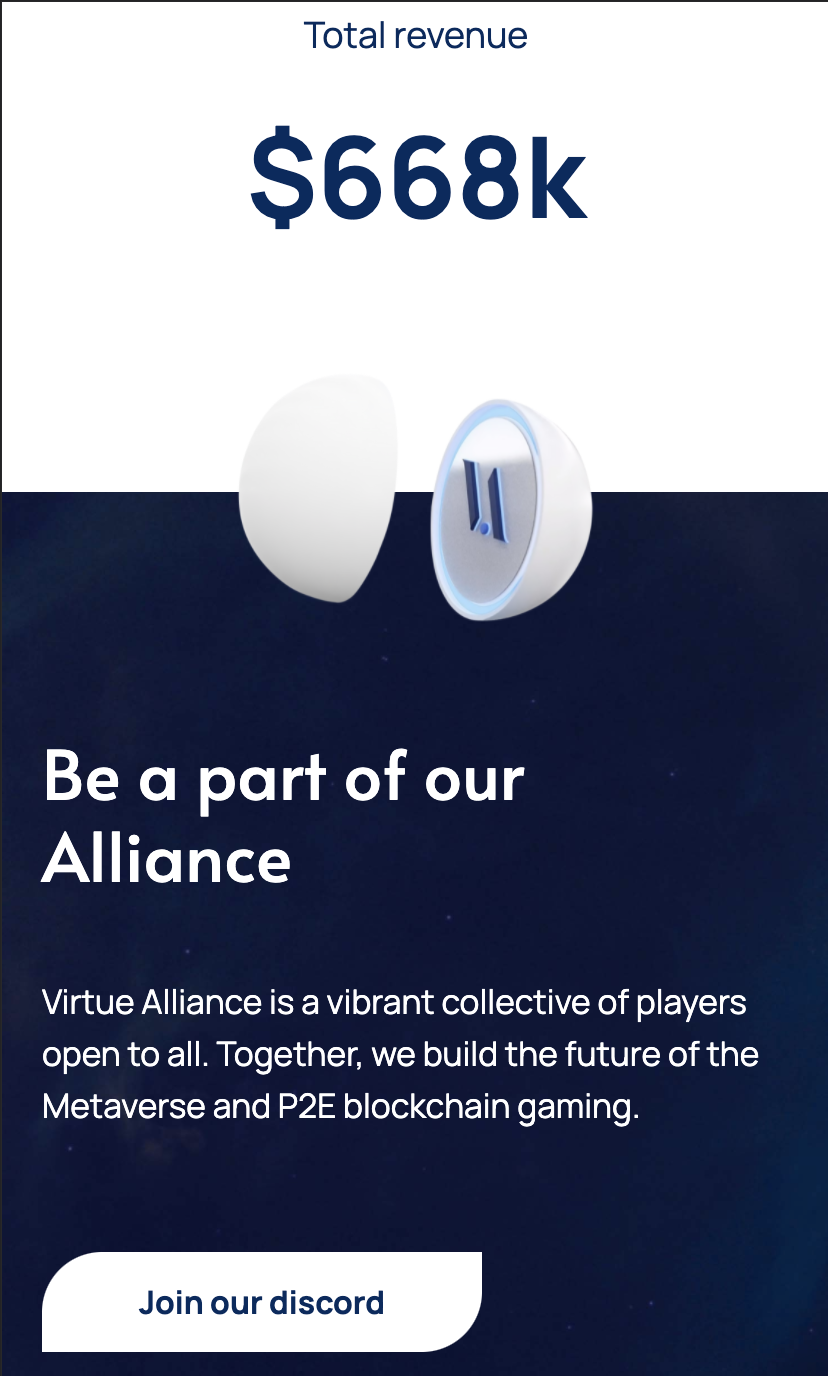 Total revenue
$668k
Be a part of our
Alliance
Virtue Alliance is a vibrant collective of players
open to all. Together, we build the future of the
Metaverse and P2E blockchain gaming.
Join our discord